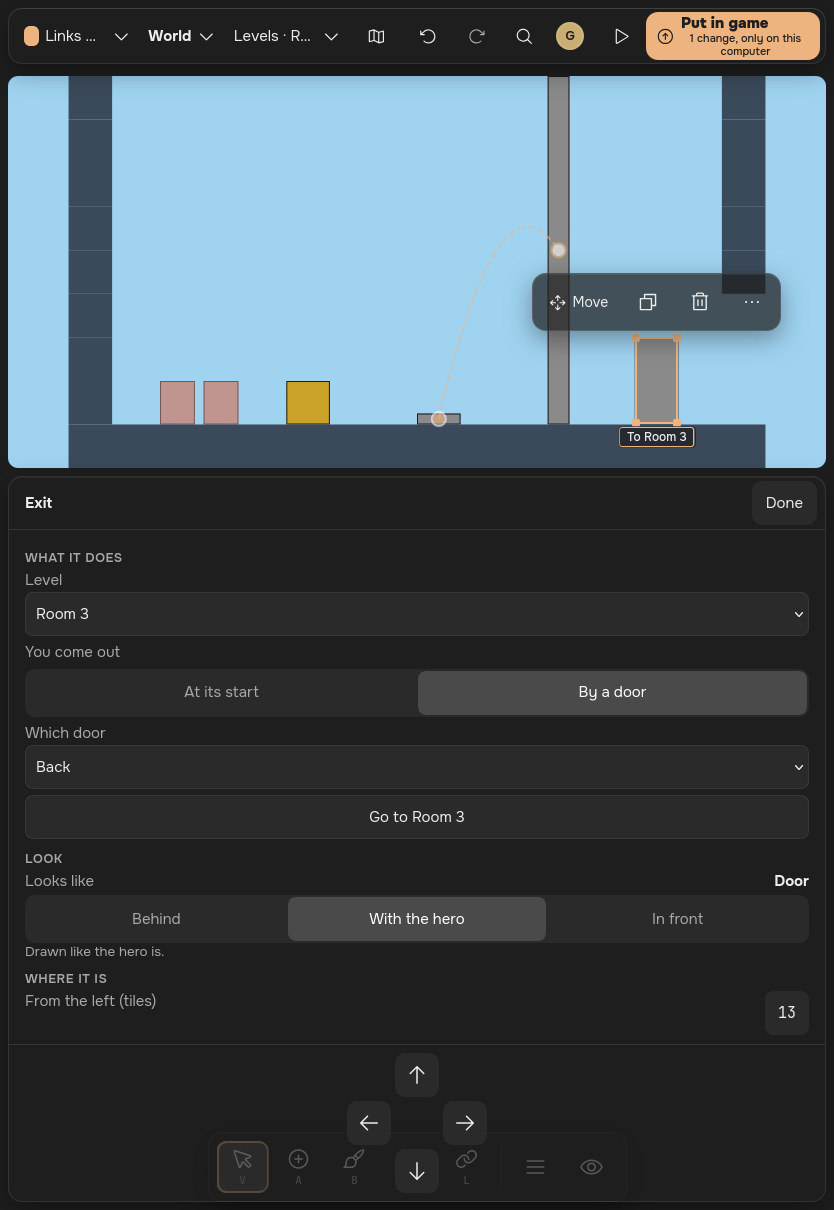 Links ...
World
Levels · R...
G
Put in game
1 change, only on this
computer
Move
...
To Room 3
Exit
Done
WHAT IT DOES
Level
Room 3
You come out
At its start
By a door
Which door
Back
Go to Room 3
LOOK
Looks like
Door
Behind
With the hero
In front
Drawn like the hero is.
WHERE IT IS
From the left (tiles)
13
V
A
B
L